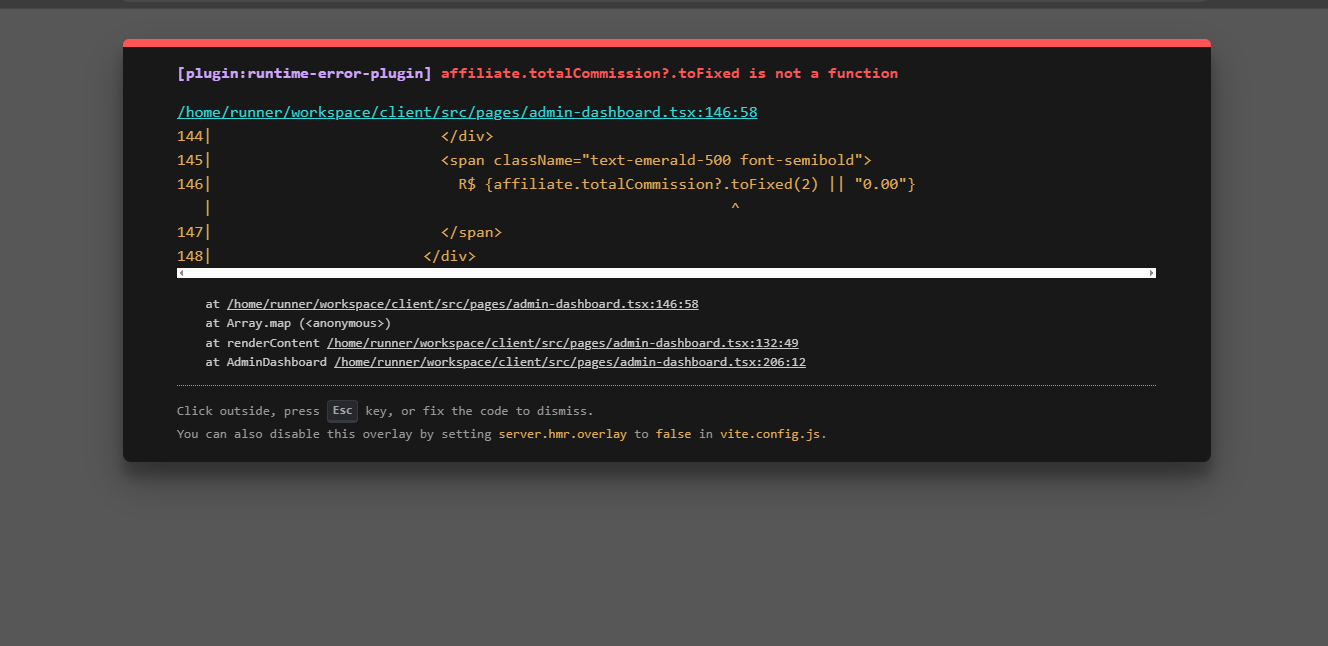 [plugin:runtime-error-plugin] affiliate.totalCommission?.toFixed is not a function
/home/runner/workspace/client/src/pages/admin-dashboard.tsx:146:58
144|                          </div>
145|                          <span className="text-emerald-500 font-semibold">
146|                            R$ {affiliate.totalCommission?.toFixed(2) || "0.00"}
   |                                                           ^
147|                          </span>
148|                        </div>
at /home/runner/workspace/client/src/pages/admin-dashboard.tsx:146:58
at Array.map (<anonymous>)
at renderContent /home/runner/workspace/client/src/pages/admin-dashboard.tsx:132:49
at AdminDashboard /home/runner/workspace/client/src/pages/admin-dashboard.tsx:206:12
Click outside, press Esc key, or fix the code to dismiss.
You can also disable this overlay by setting server.hmr.overlay to false in vite.config.js.